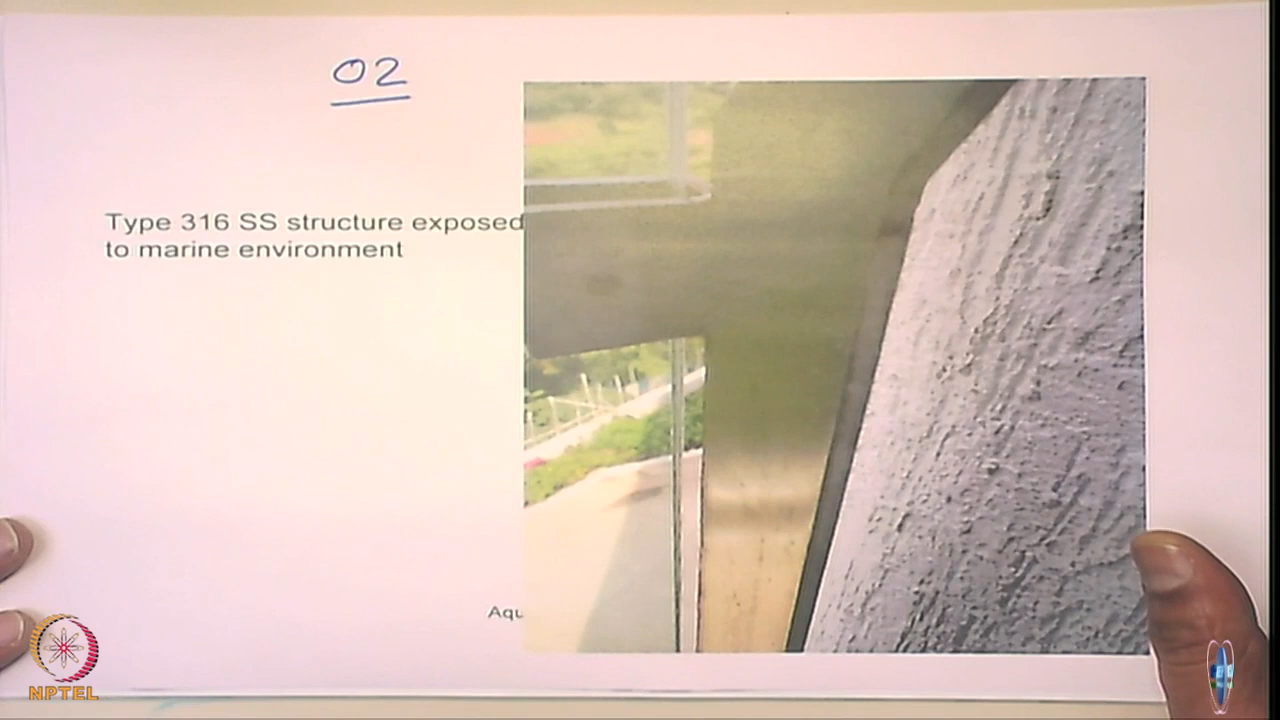 02
Type 316 SS structure exposed
to marine environment
Aqu
NPTEL